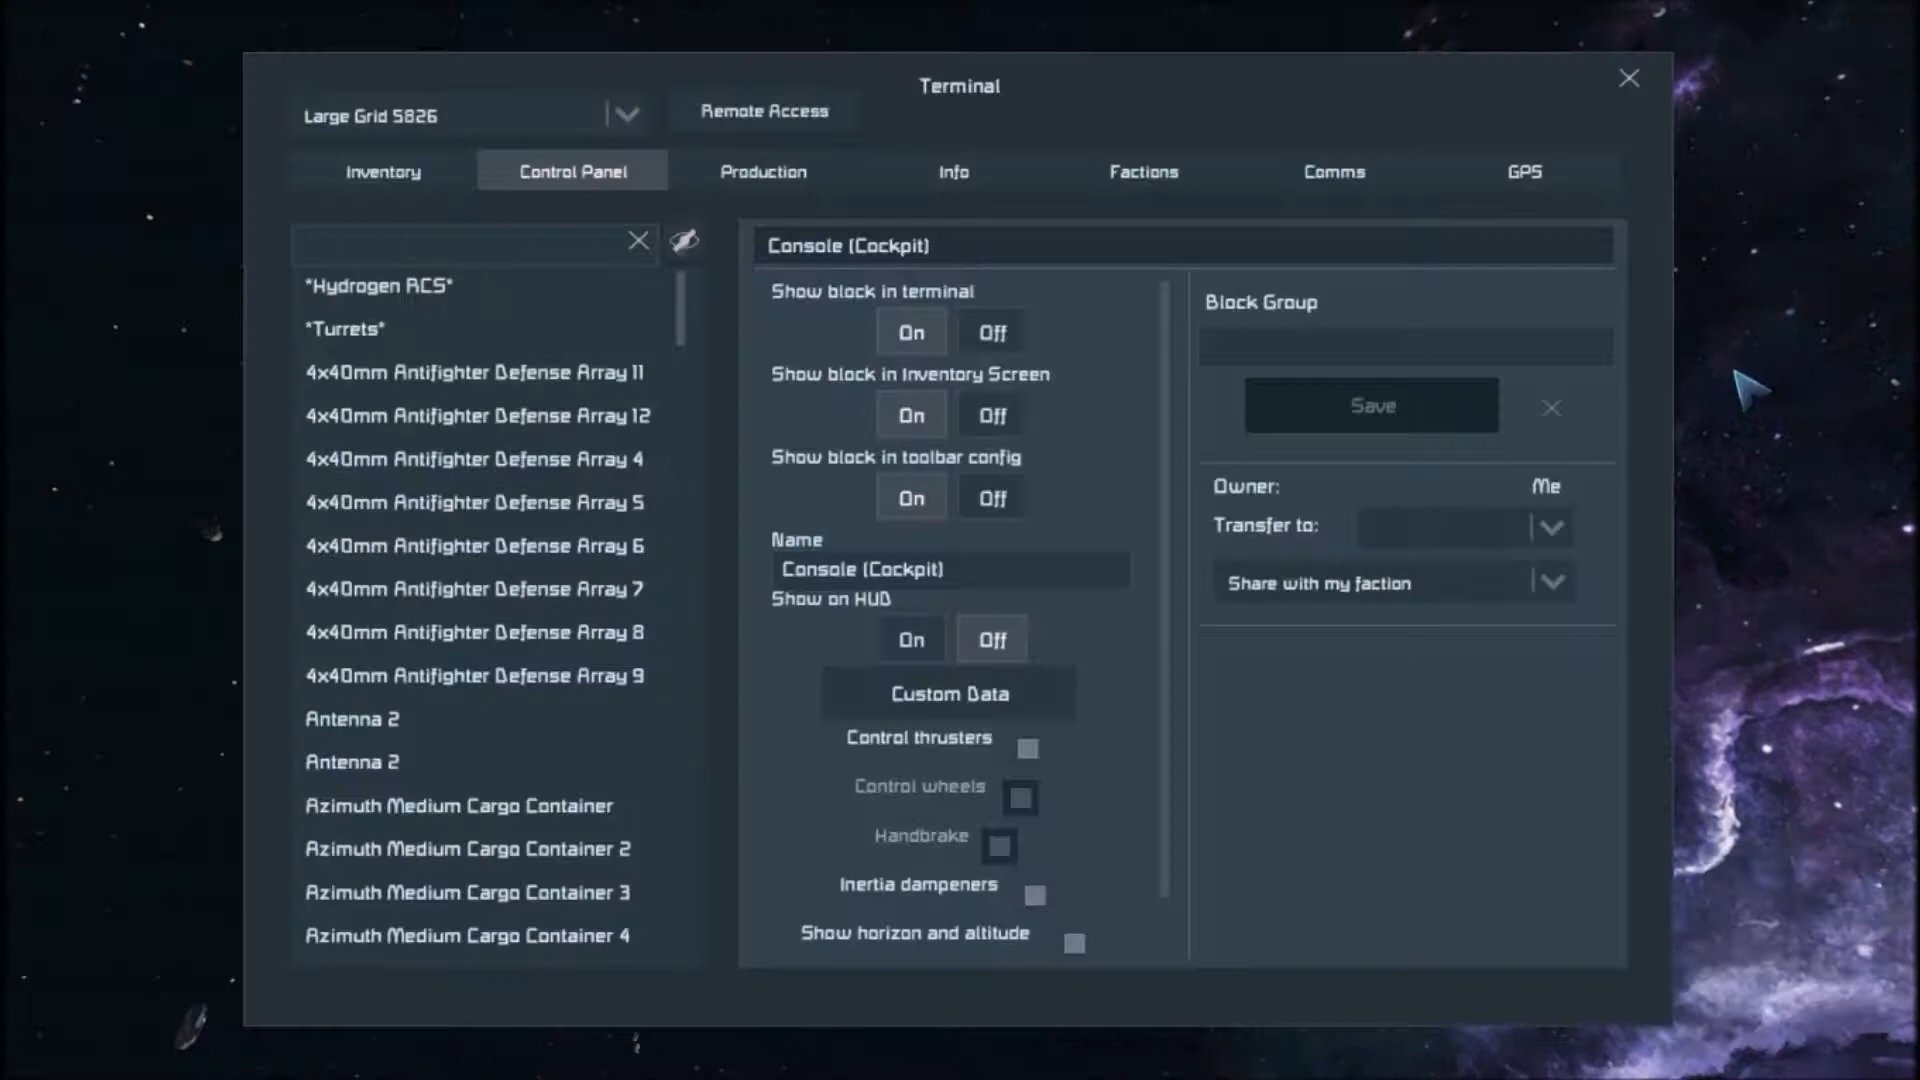 Terminal
Large Grid 5826
Remote Access
Inventory
Control Panel
Production
Info
Factions
Comms
GPS
*Hydrogen RCS*
*Turrets*
4x40mm Antifighter Defense Array 11
4x40mm Antifighter Defense Array 12
4x40mm Antifighter Defense Array 4
4x40mm Antifighter Defense Array 5
4x40mm Antifighter Defense Array 6
4x40mm Antifighter Defense Array 7
4x40mm Antifighter Defense Array 8
4x40mm Antifighter Defense Array 9
Antenna 2
Antenna 2
Azimuth Medium Cargo Container
Azimuth Medium Cargo Container 2
Azimuth Medium Cargo Container 3
Azimuth Medium Cargo Container 4
Console (Cockpit)
Show block in terminal
On Off
Show block in Inventory Screen
On Off
Show block in toolbar config
On Off
Name
Console (Cockpit)
Show on HUD
On Off
Custom Data
Control thrusters
Control wheels
Handbrake
Inertia dampeners
Show horizon and altitude
Block Group
Save
Owner: Me
Transfer to:
Share with my faction